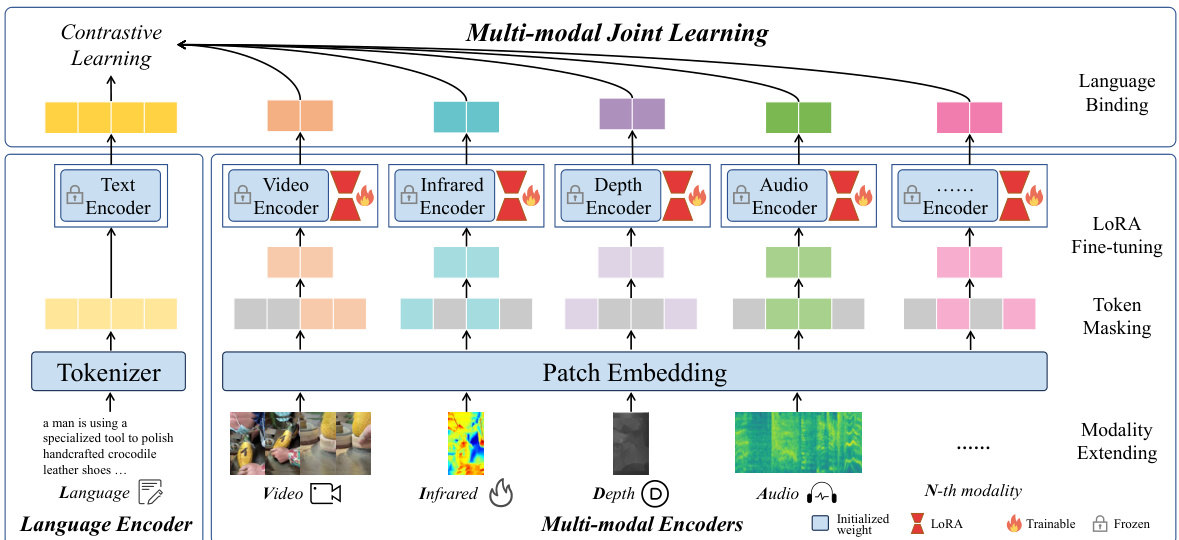 Contrastive
Learning
Multi-modal Joint Learning
Language
Binding
Text
Encoder
Video
Encoder
Infrared
Encoder
Depth
Encoder
Audio
Encoder
......
Encoder
LoRA
Fine-tuning
Token
Masking
Tokenizer
Patch Embedding
a man is using a
specialized tool to polish
handcrafted crocodile
leather shoes ...
Language
Language Encoder
......
Modality
Extending
Video
Infrared
Depth
D
Audio
N-th modality
Multi-modal Encoders
Initialized
weight
LoRA
Trainable
Frozen